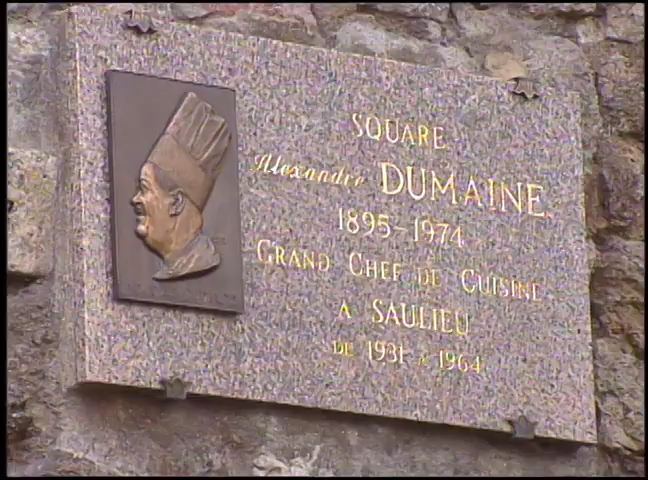 SQUARE
Alexandre DUMAINE
1895-1974
GRAND CHEF DE CUISINE
A SAULIEU
DE 1931 A 1964